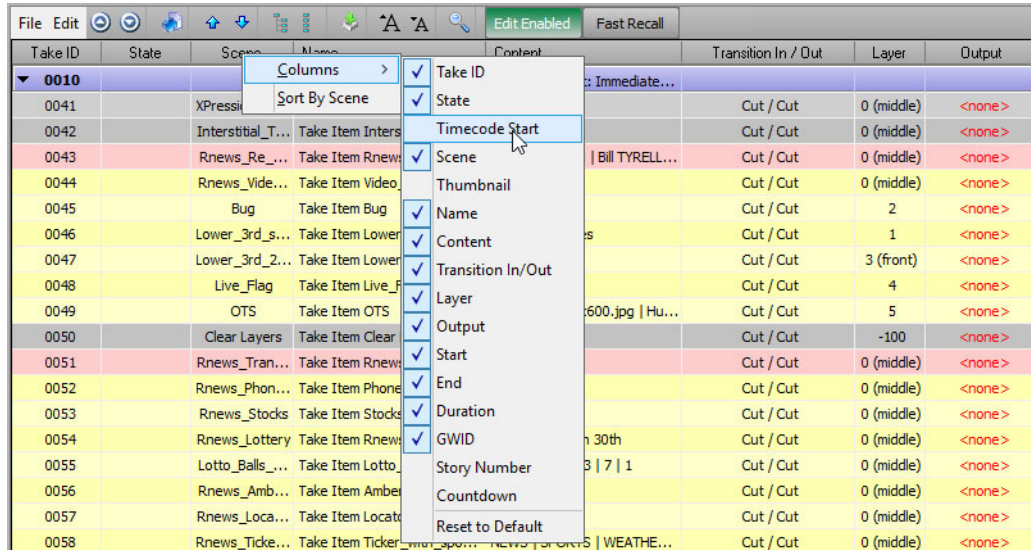 File Edit Edit Enabled Fast Recall
Take ID State Scene Name Content Transition In / Out Layer Output
0010 :: Immediate...
Columns >
Sort By Scene
Take ID
State
Timecode Start
Scene
Thumbnail
Name
Content
Transition In/Out
Layer
Output
Start
End
Duration
GWID
Story Number
Countdown
Reset to Default
0041 XPressi Cut / Cut 0 (middle) <none>
0042 Interstitial_T... Take Item Inters Cut / Cut 0 (middle) <none>
0043 Rnews_Re_... Take Item Rnews | Bill TYRELL... Cut / Cut 0 (middle) <none>
0044 Rnews_Vide... Take Item Video_ Cut / Cut 0 (middle) <none>
0045 Bug Take Item Bug Cut / Cut 2 <none>
0046 Lower_3rd_s... Take Item Lower s Cut / Cut 1 <none>
0047 Lower_3rd_2... Take Item Lower Cut / Cut 3 (front) <none>
0048 Live_Flag Take Item Live_F Cut / Cut 4 <none>
0049 OTS Take Item OTS x600.jpg | Hu... Cut / Cut 5 <none>
0050 Clear Layers Take Item Clear Cut / Cut -100 <none>
0051 Rnews_Tran... Take Item Rnews Cut / Cut 0 (middle) <none>
0052 Rnews_Phon... Take Item Phone Cut / Cut 0 (middle) <none>
0053 Rnews_Stocks Take Item Stocks Cut / Cut 0 (middle) <none>
0054 Rnews_Lottery Take Item Rnews h 30th Cut / Cut 0 (middle) <none>
0055 Lotto_Balls_... Take Item Lotto_ 3 | 7 | 1 Cut / Cut 0 (middle) <none>
0056 Rnews_Amb... Take Item Amber Cut / Cut 0 (middle) <none>
0057 Rnews_Loca... Take Item Locato Cut / Cut 0 (middle) <none>
0058 Rnews_Ticke... Take Item Ticker_with_spo... NEWS | SPORTS | WEATHE... Cut / Cut 0 (middle) <none>